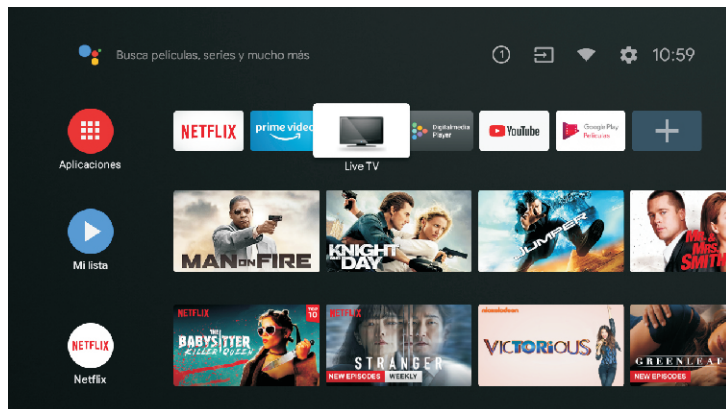 Busca películas, series y mucho más
1
10:59
Aplicaciones
NETFLIX
prime video
Live TV
Digitalmedia
Player
YouTube
Google Play
Películas
Mi lista
MAN ON FIRE
KNIGHT AND DAY
JUMPER
MR. &
MRS.
SMITH
Netflix
NETFLIX
NETFLIX
TOP
10
THE
BABYSITTER
KILLER QUEEN
NETFLIX
STRANGER
NEW EPISODES WEEKLY
nickelodeon
VICTORiOUS
GREENLEAF
NEW EPISODES